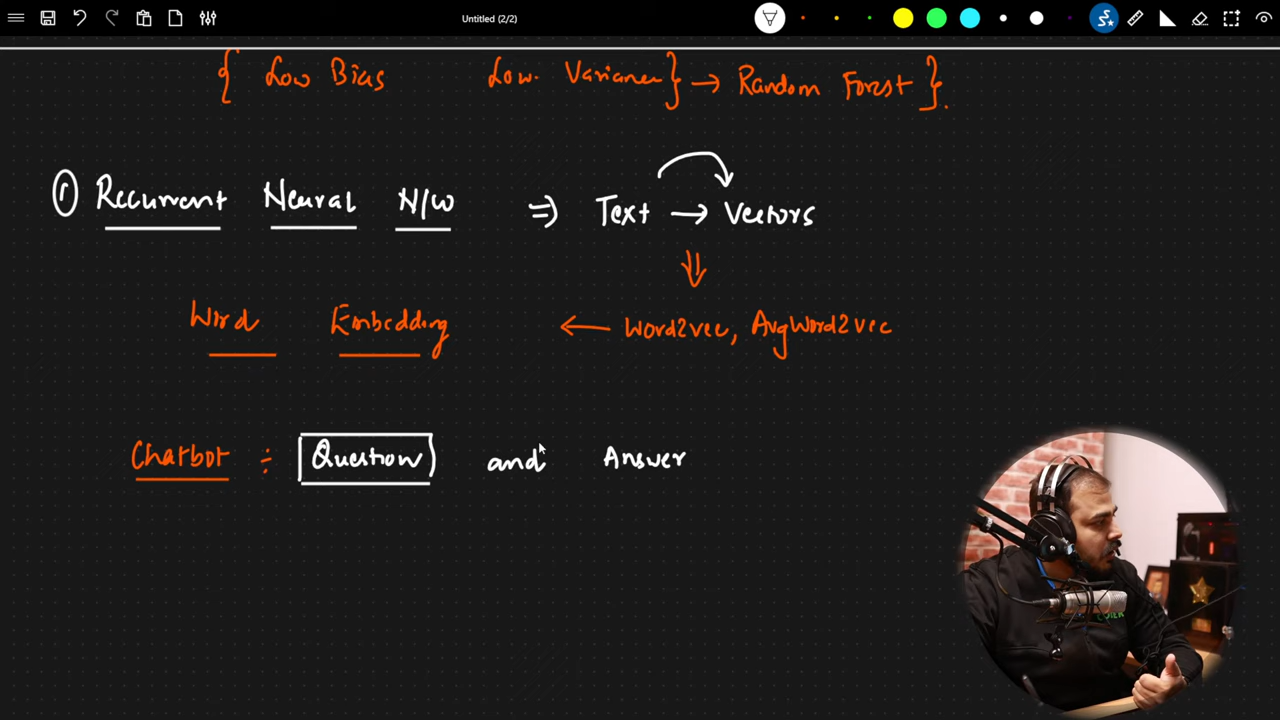 Untitled (2/2)
{ Low Bias Low. Variance } → Random Forest }.
① Recurrent Neural N/W ⇒ Text → Vectors
Word Embedding ← Word2vec, AvgWord2vec
Chatbot ÷ Question and Answer